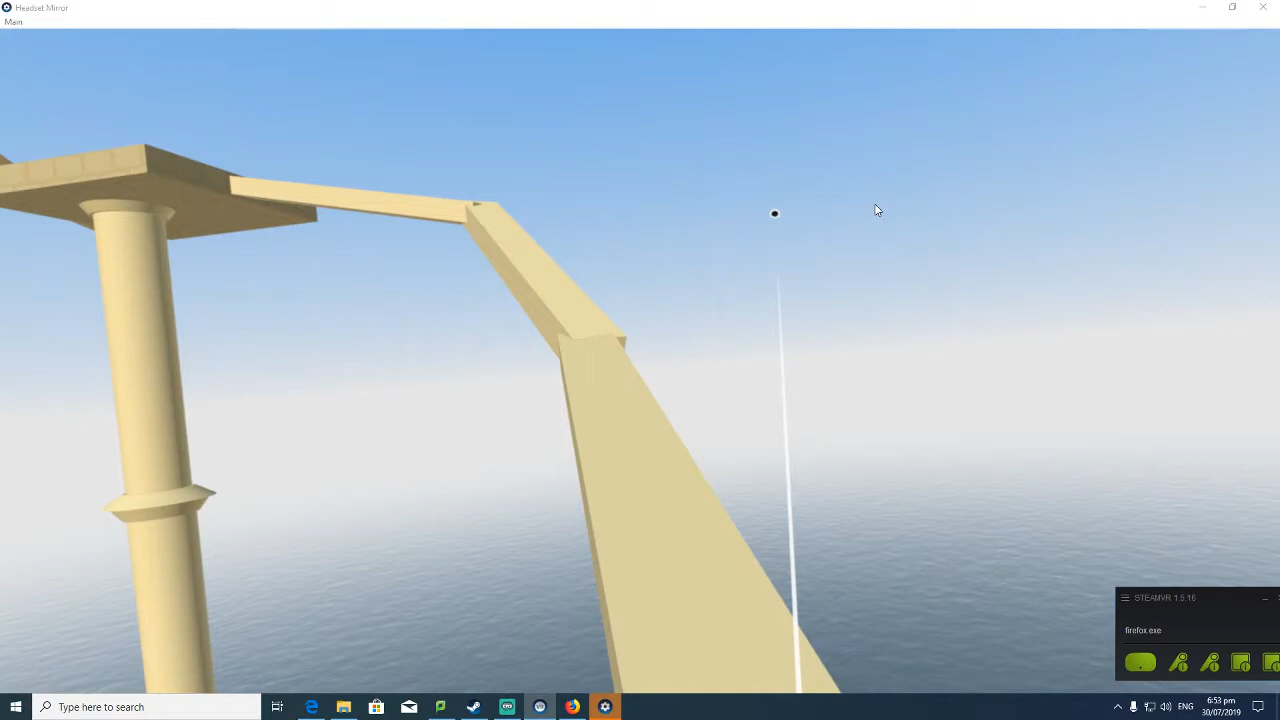 Headset Mirror
Main
STEAMVR 1.5.16
firefox.exe
Type here to search
ENG
6:53 pm
30/07/2019